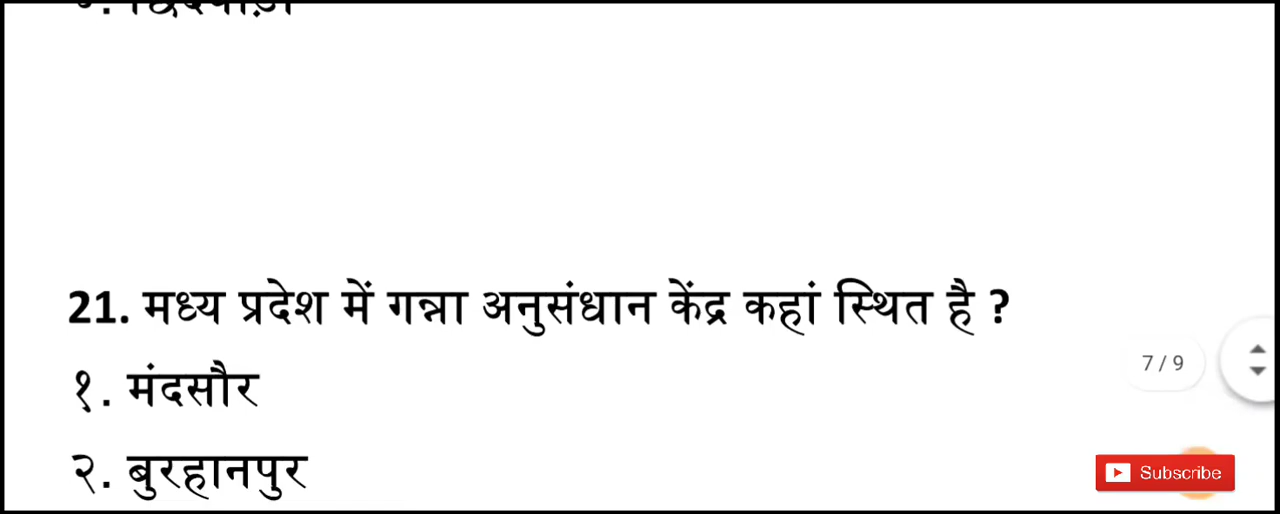 21. मध्य प्रदेश में गन्ना अनुसंधान केंद्र कहां स्थित है ?
१. मंदसौर
7 / 9
२. बुरहानपुर
Subscribe